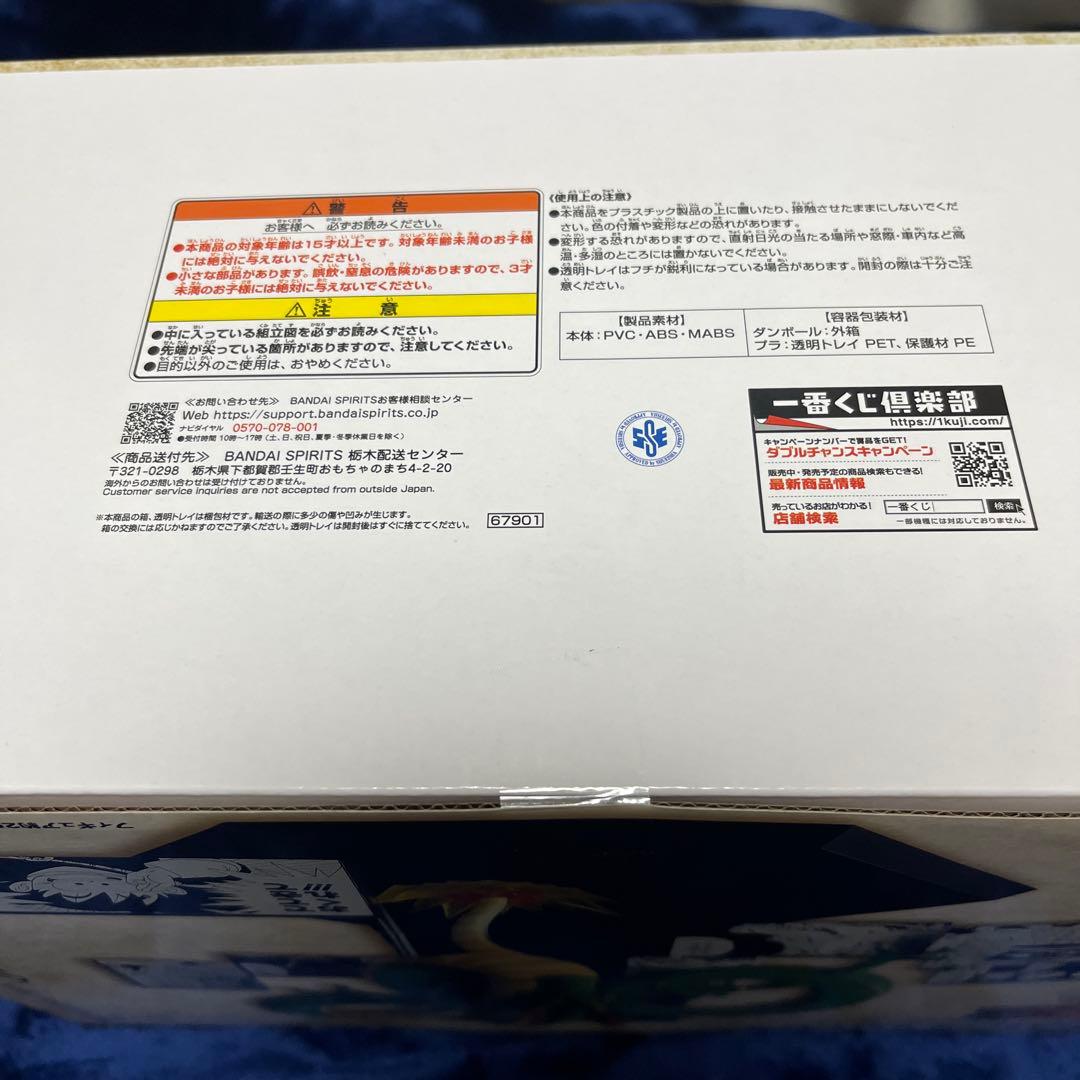 警 告
お客様へ 必ずお読みください。
●本商品の対象年齢は15才以上です。対象年齢未満のお子様
には絶対に与えないでください。
●小さな部品があります。誤飲・窒息の危険がありますので、3才
未満のお子様には絶対に与えないでください。
注 意
●中に入っている組立図を必ずお読みください。
●先端が尖っている箇所がありますので、注意してください。
●目的以外のご使用は、おやめください。
≪お問い合わせ先≫ BANDAI SPIRITSお客様相談センター
Web https://support.bandaispirits.co.jp
ナビダイヤル 0570-078-001
●受付時間 10時~17時(土、日、祝日、夏季・冬季休業日を除く)
≪商品送付先≫ BANDAI SPIRITS 栃木配送センター
〒321-0298 栃木県下都賀郡壬生町おもちゃのまち4-2-20
海外からのお問い合わせは受け付けておりません。
Customer service inquiries are not accepted from outside Japan.
※本商品の箱、透明トレイは梱包材です。輸送の際に多少の傷や凹みが生じます。
箱の交換には応じかねますのでご了承ください。透明トレイは開封後はすぐに捨ててください。
67901
《使用上の注意》
●本商品をプラスチック製品の上に置いたり、接触させたままにしないでくだ
さい。色の付着や変形などの恐れがあります。
●変形する恐れがありますので、直射日光の当たる場所や窓際・車内など高
温・多湿のところには置かないでください。
●透明トレイはフチが鋭利になっている場合があります。開封の際は十分ご注
意ください。
【製品素材】
本体:PVC・ABS・MABS
【容器包装材】
ダンボール:外箱
プラ:透明トレイ PET、保護材 PE
一番くじ倶楽部
https://1kuji.com/
キャンペーンナンバーで賞品をGET!
ダブルチャンスキャンペーン
販売中・発売予定の商品検索もできる!
最新商品情報
売っているお店がわかる!
店舗検索
一番くじ 検索
一部機種には対応しておりません。
フィギュア約2